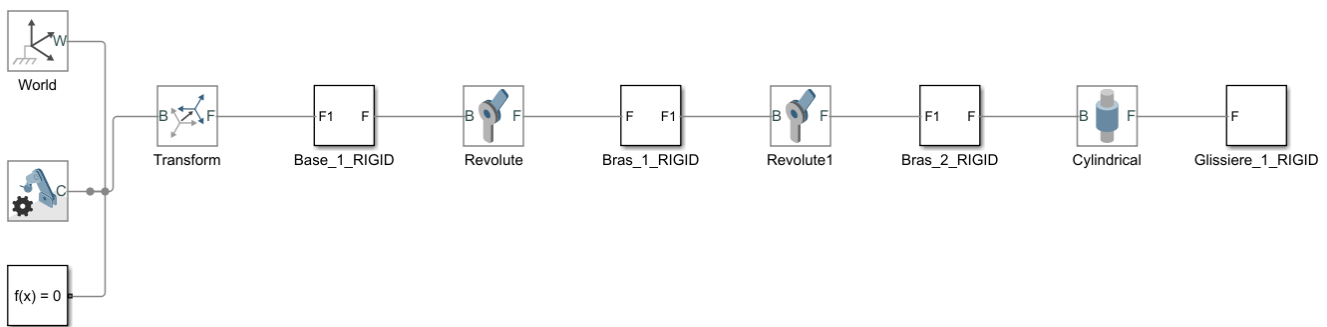 W
World
B F
Transform
F1 F
Base_1_RIGID
B F
Revolute
F F1
Bras_1_RIGID
B F
Revolute1
F1 F
Bras_2_RIGID
B F
Cylindrical
F
Glissiere_1_RIGID
C
f(x) = 0